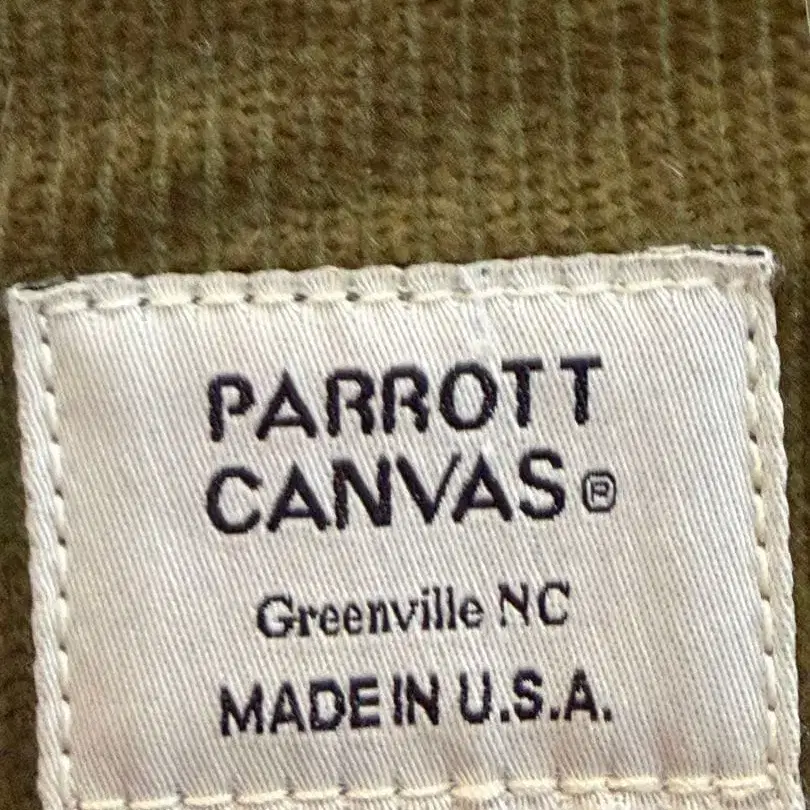 PARROTT
CANVAS®
Greenville NC
MADE IN U.S.A.